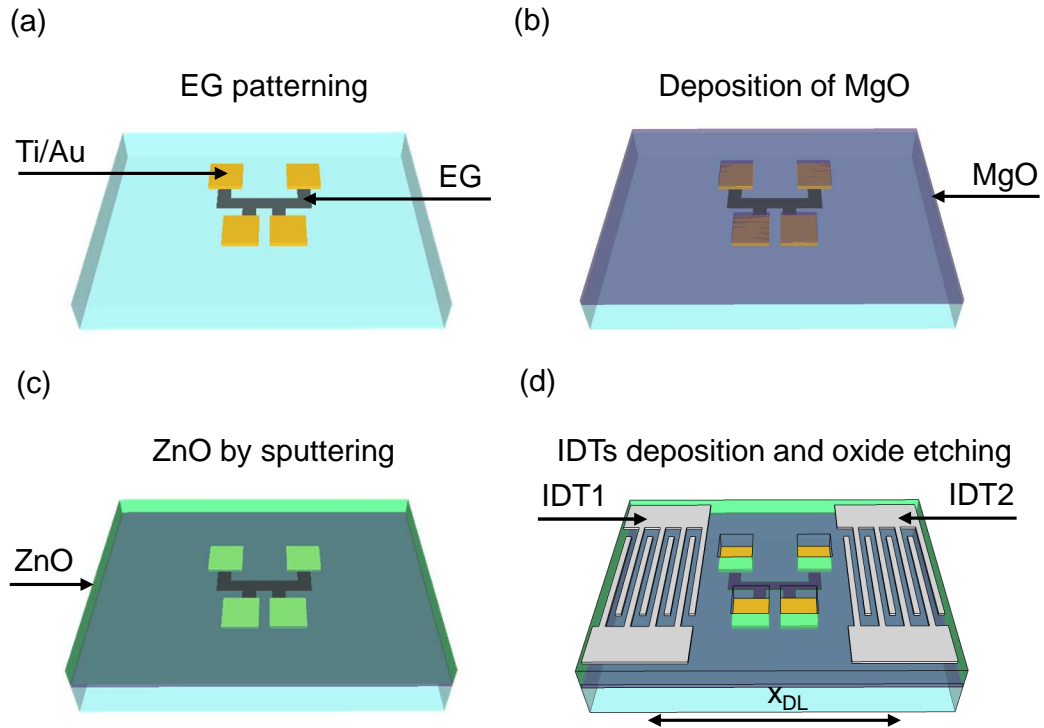 (a)
EG patterning
Ti/Au
EG
(b)
Deposition of MgO
MgO
(c)
ZnO by sputtering
ZnO
(d)
IDTs deposition and oxide etching
IDT1
IDT2
x_DL